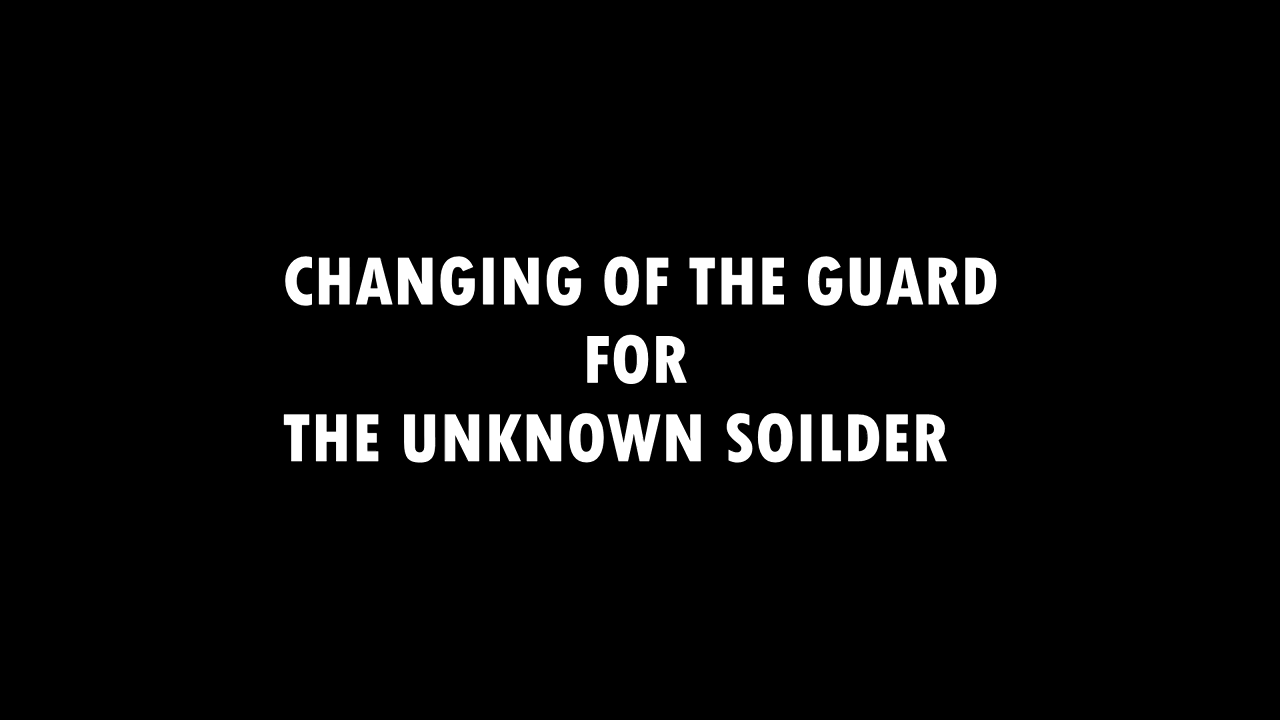 CHANGING OF THE GUARD
FOR
THE UNKNOWN SOILDER